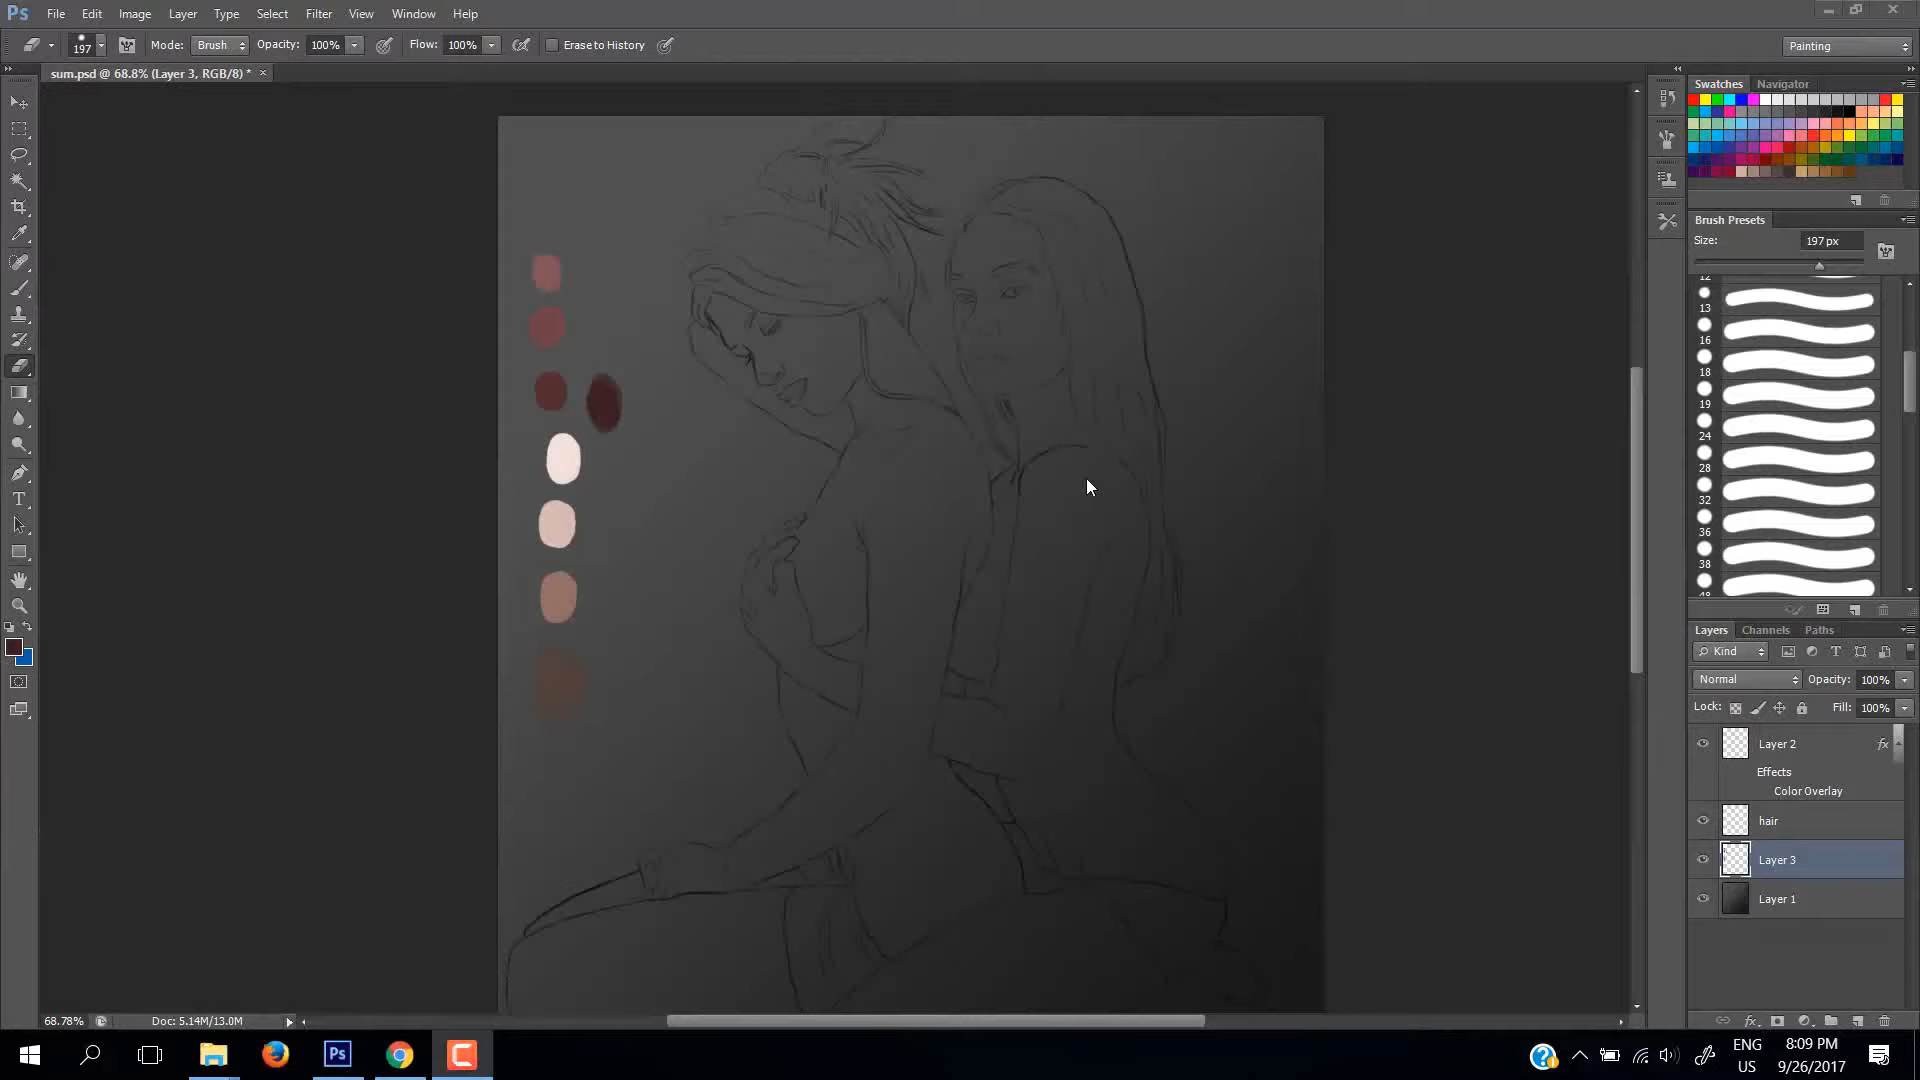 Ps File Edit Image Layer Type Select Filter View Window Help
197 Mode: Brush Opacity: 100% Flow: 100% Erase to History Painting
sum.psd @ 68.8% (Layer 3, RGB/8) *
Swatches Navigator
Brush Presets
Size: 197 px
12
13
16
18
19
24
28
32
36
38
48
Layers Channels Paths
Kind
Normal Opacity: 100%
Lock: Fill: 100%
Layer 2 fx
Effects
Color Overlay
hair
Layer 3
Layer 1
68.78% Doc: 5.14M/13.0M
Ps ENG 8:09 PM
US 9/26/2017